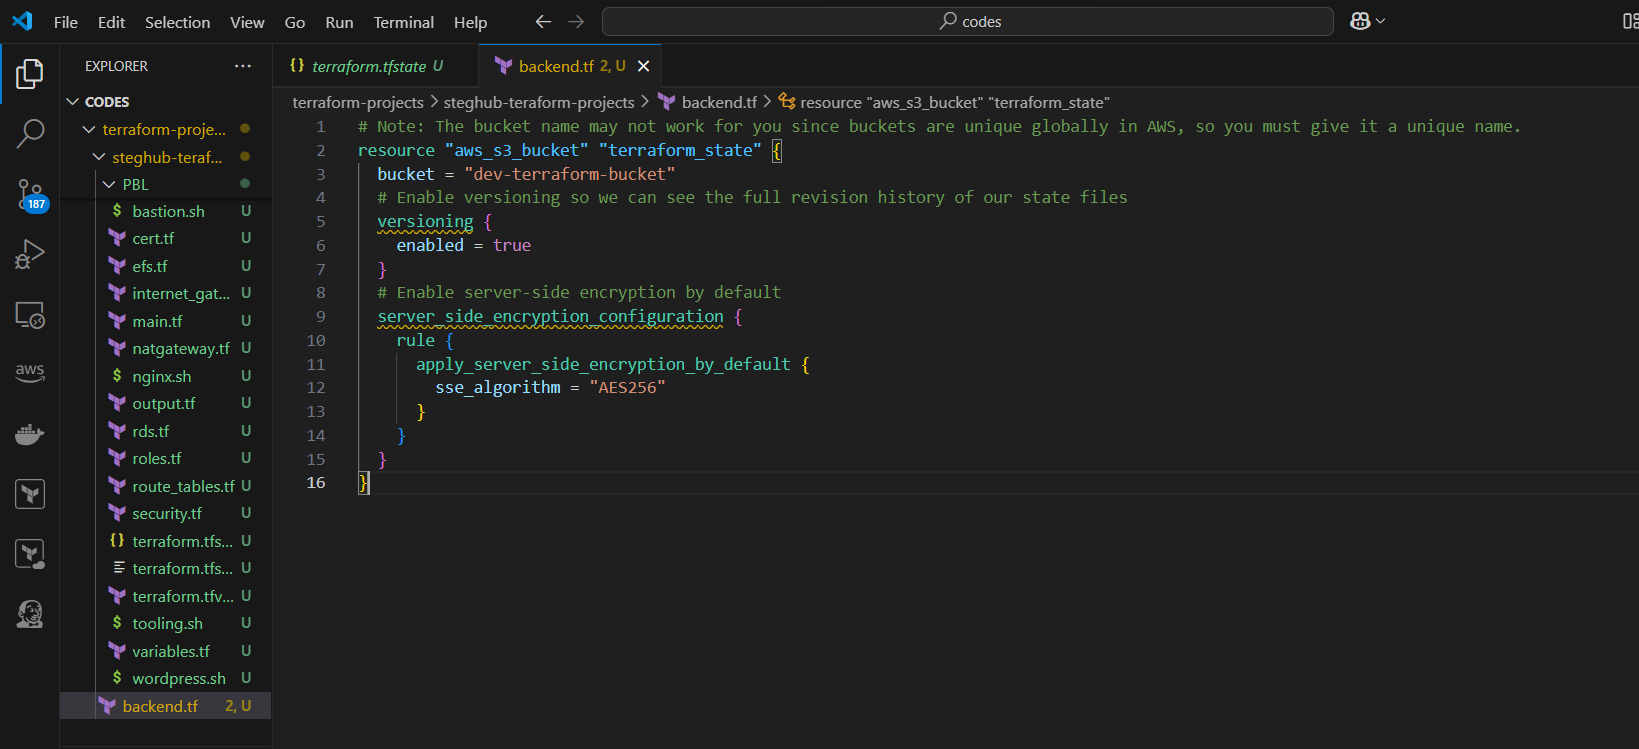 File Edit Selection View Go Run Terminal Help
codes
EXPLORER ...
CODES
terraform-proje...
steghub-teraf...
PBL
$ bastion.sh U
cert.tf U
efs.tf U
internet_gat... U
main.tf U
natgateway.tf U
$ nginx.sh U
output.tf U
rds.tf U
roles.tf U
route_tables.tf U
security.tf U
{} terraform.tfs... U
terraform.tfs... U
terraform.tfv... U
$ tooling.sh U
variables.tf U
$ wordpress.sh U
backend.tf 2, U
187
aws
{} terraform.tfstate U
backend.tf 2, U
terraform-projects > steghub-teraform-projects > backend.tf > resource "aws_s3_bucket" "terraform_state"
1 # Note: The bucket name may not work for you since buckets are unique globally in AWS, so you must give it a unique name.
2 resource "aws_s3_bucket" "terraform_state" {
3 bucket = "dev-terraform-bucket"
4 # Enable versioning so we can see the full revision history of our state files
5 versioning {
6 enabled = true
7 }
8 # Enable server-side encryption by default
9 server_side_encryption_configuration {
10 rule {
11 apply_server_side_encryption_by_default {
12 sse_algorithm = "AES256"
13 }
14 }
15 }
16 }